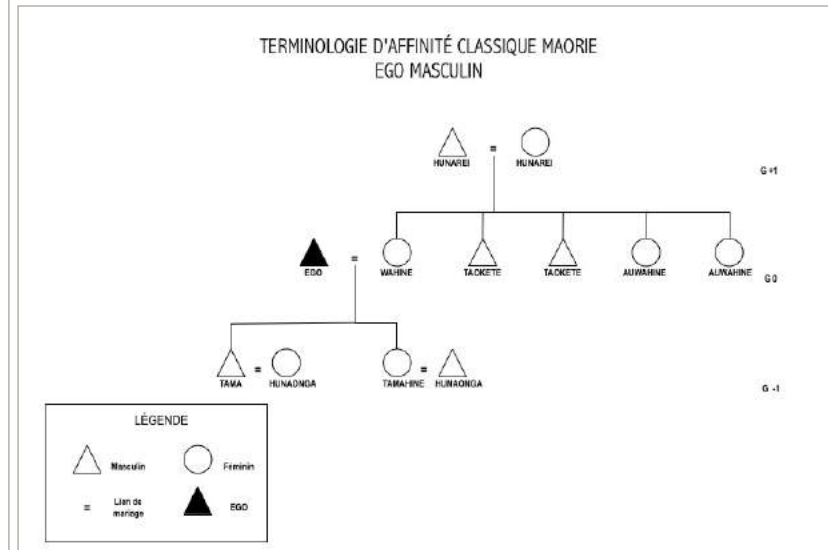 TERMINOLOGIE D'AFFINITÉ CLASSIQUE MAORIE
EGO MASCULIN
HUNAREI = HUNAREI
G +1
EGO = WAHINE TAOKETE TAOKETE AUWAHINE AUWAHINE
G 0
TAMA = HUNAONGA TAMAHINE = HUNAONGA
G -1
LÉGENDE
Masculin Féminin
= Lien de
mariage
EGO